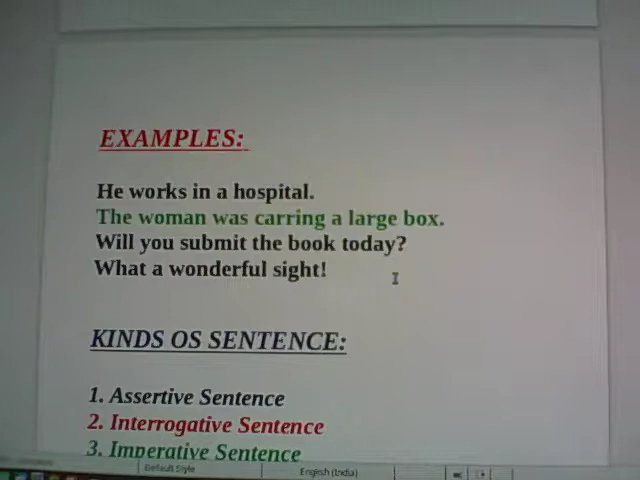 EXAMPLES:
He works in a hospital.
The woman was carring a large box.
Will you submit the book today?
What a wonderful sight!
KINDS OS SENTENCE:
1. Assertive Sentence
2. Interrogative Sentence
3. Imperative Sentence
Default Style
English (India)